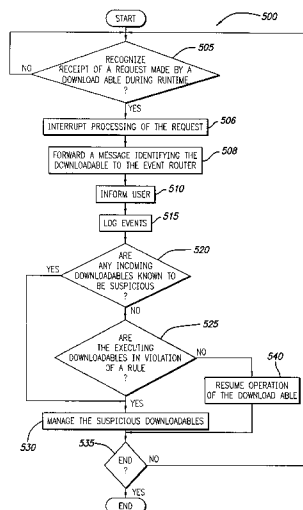 START
500
505
RECOGNIZE
RECEIPT OF A REQUEST MADE BY A
DOWNLOAD ABLE DURING RUNTIME
?
NO
YES
506
INTERRUPT PROCESSING OF THE REQUEST
508
FORWARD A MESSAGE IDENTIFYING THE
DOWNLOADABLE TO THE EVENT ROUTER
510
INFORM USER
515
LOG EVENTS
520
YES
ARE
ANY INCOMING
DOWNLOADABLES KNOWN TO
BE SUSPICIOUS
?
NO
525
ARE
THE EXECUTING
DOWNLOADABLES IN VIOLATION
OF A RULE
?
NO
540
RESUME OPERATION
OF THE DOWNLOAD ABLE
YES
530
MANAGE THE SUSPICIOUS DOWNLOADABLES
535
END
?
NO
YES
END